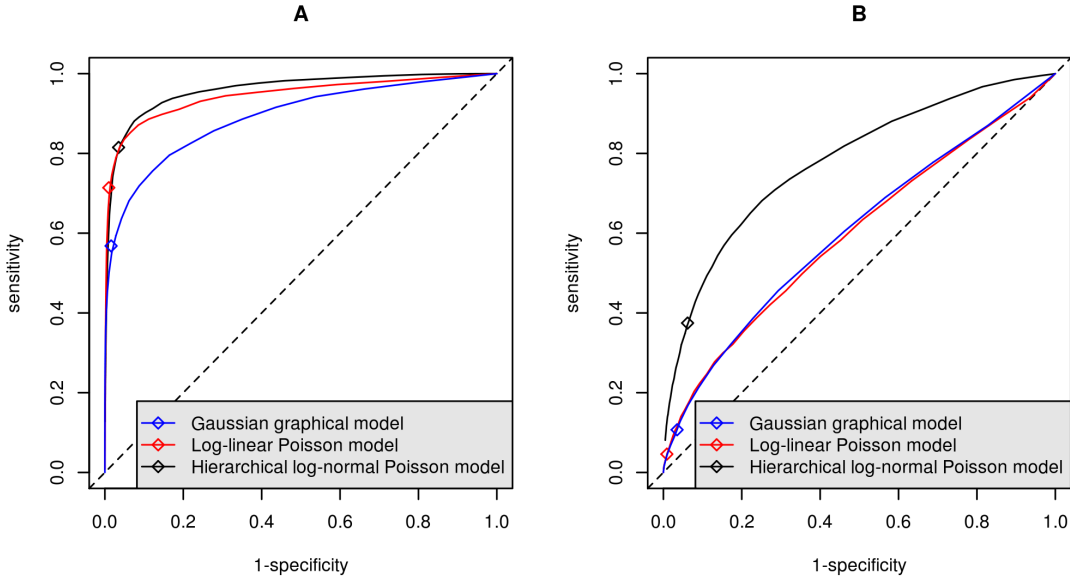 A
sensitivity
0.0 0.2 0.4 0.6 0.8 1.0
Gaussian graphical model
Log-linear Poisson model
Hierarchical log-normal Poisson model
0.0 0.2 0.4 0.6 0.8 1.0
1-specificity
B
sensitivity
0.0 0.2 0.4 0.6 0.8 1.0
Gaussian graphical model
Log-linear Poisson model
Hierarchical log-normal Poisson model
0.0 0.2 0.4 0.6 0.8 1.0
1-specificity